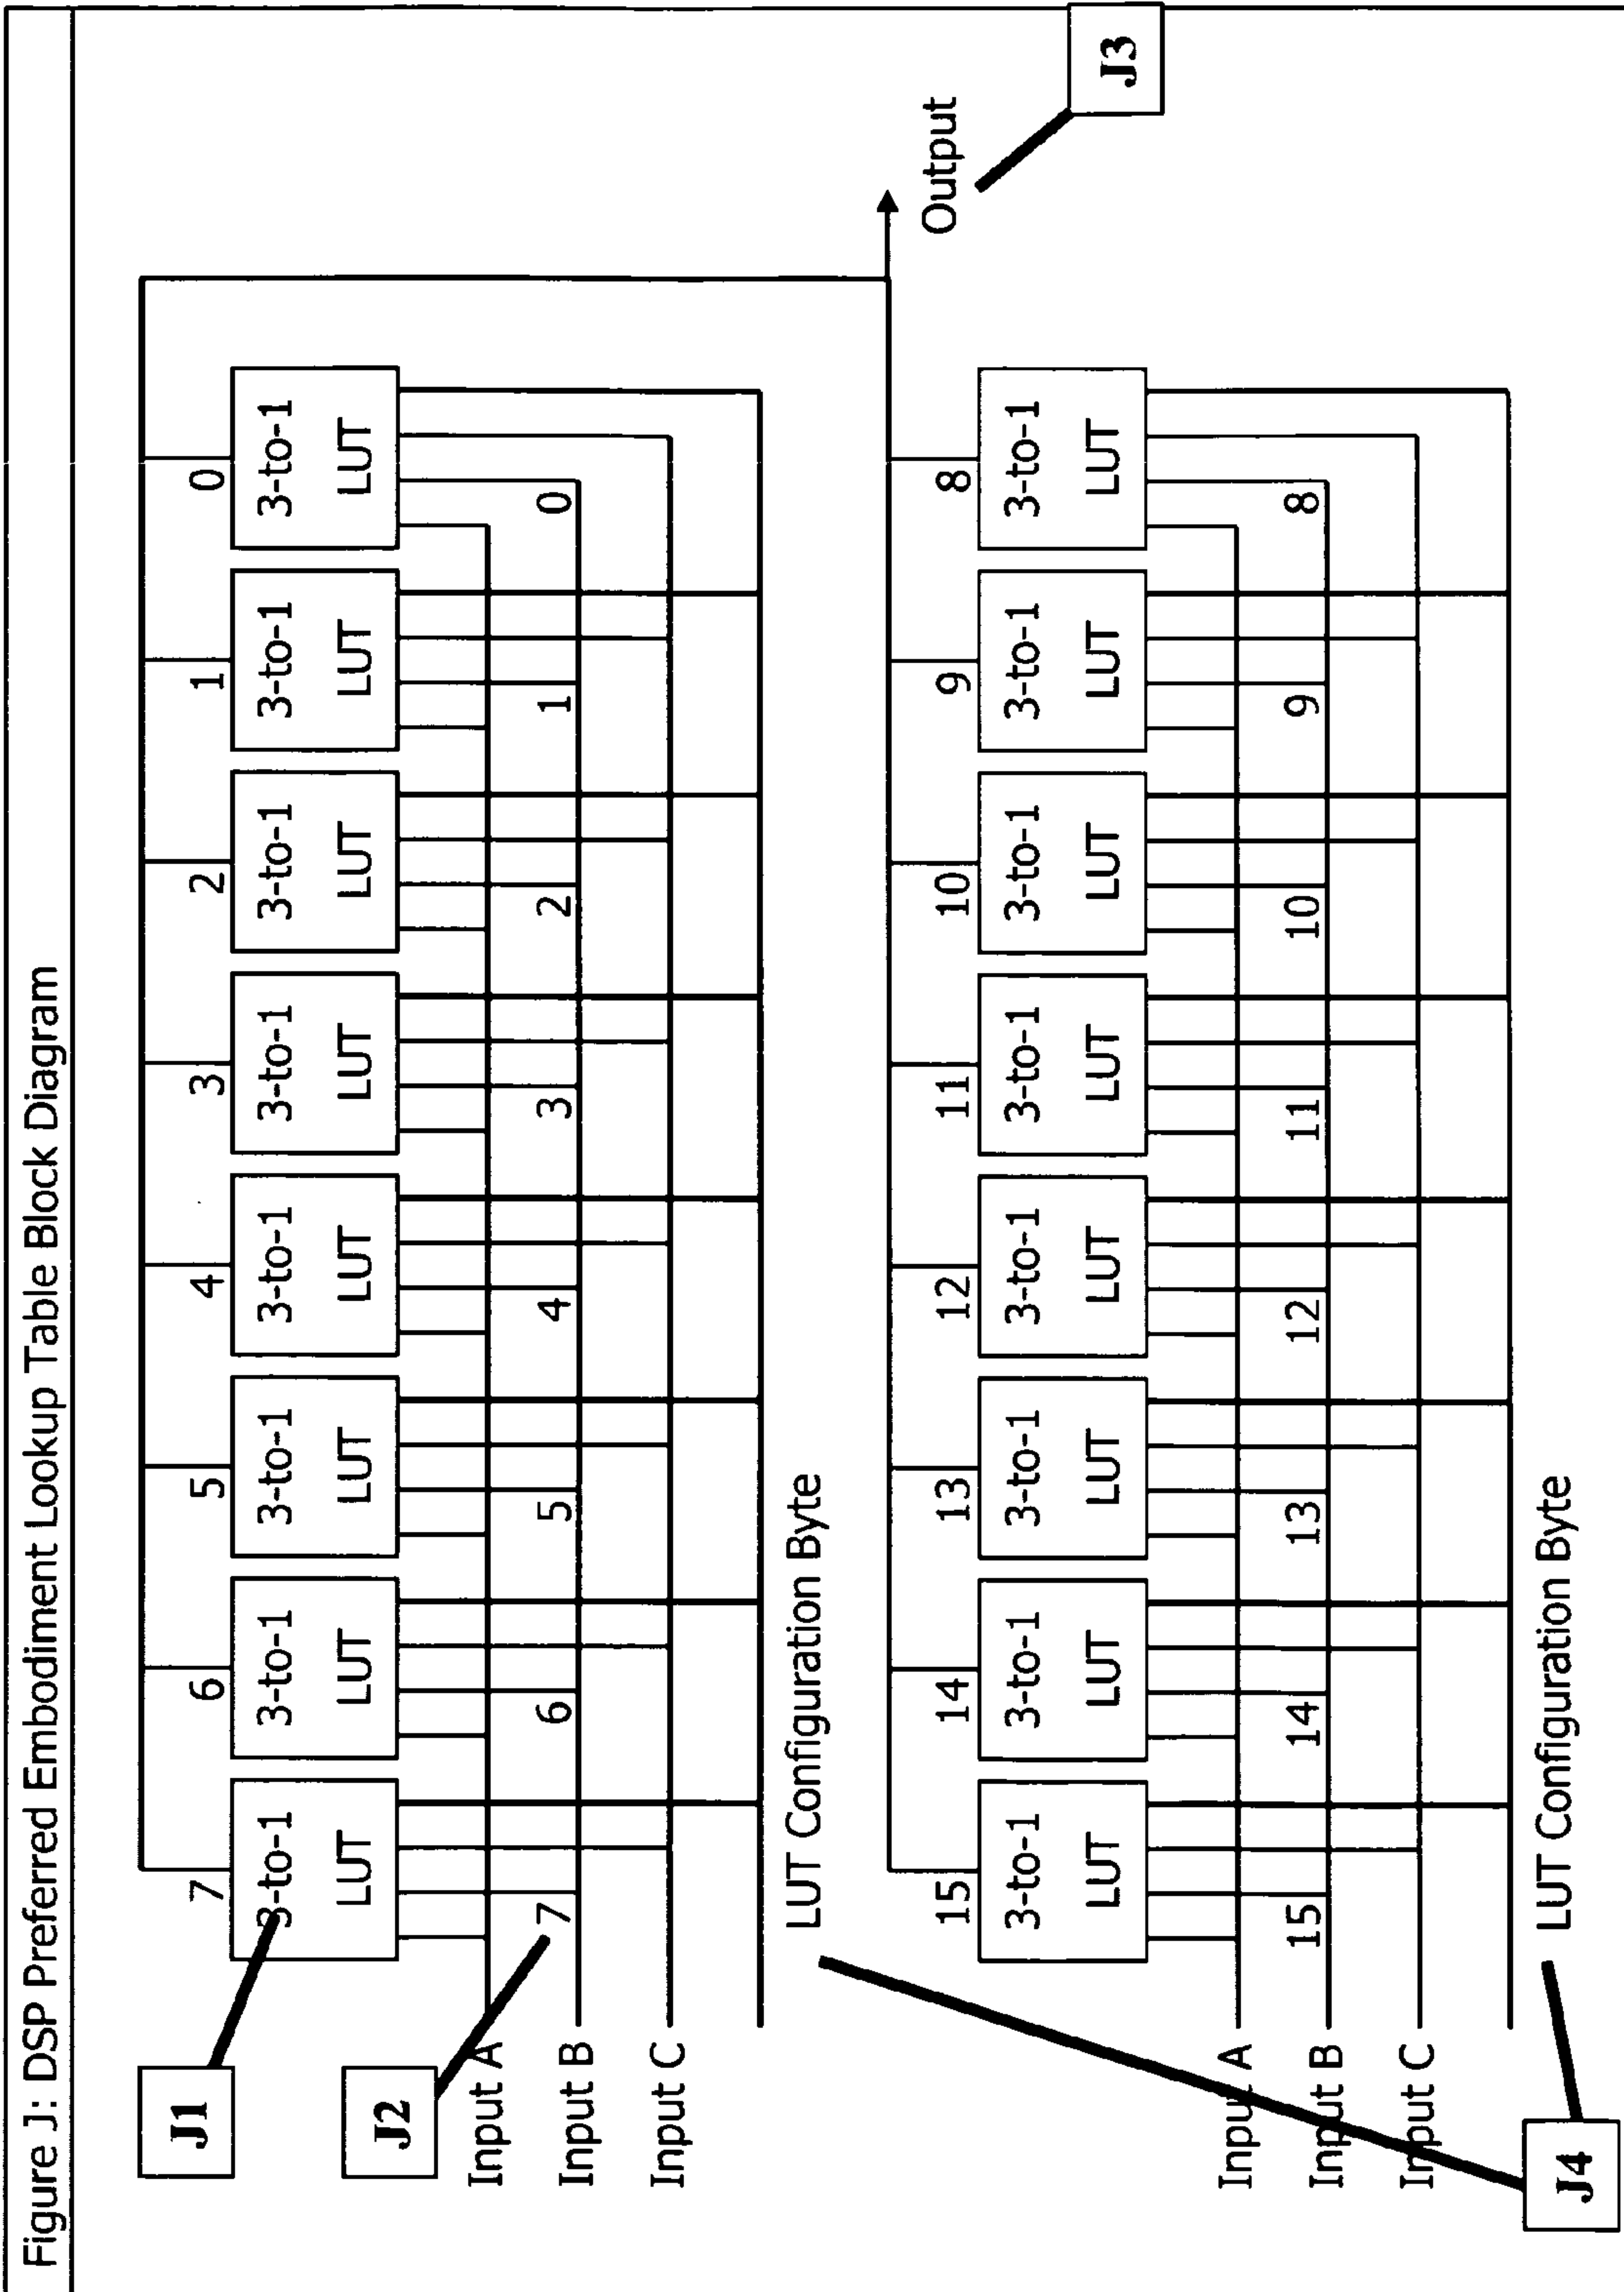 Figure J: DSP Preferred Embodiment Lookup Table Block Diagram
J1
J2
J3
J4
7 6 5 4 3 2 1 0
3-to-1 3-to-1 3-to-1 3-to-1 3-to-1 3-to-1 3-to-1 3-to-1
LUT LUT LUT LUT LUT LUT LUT LUT
Input A
7 6 5 4 3 2 1 0
Input B
Input C
LUT Configuration Byte
Output
15 14 13 12 11 10 9 8
3-to-1 3-to-1 3-to-1 3-to-1 3-to-1 3-to-1 3-to-1 3-to-1
LUT LUT LUT LUT LUT LUT LUT LUT
Input A
15 14 13 12 11 10 9 8
Input B
Input C
LUT Configuration Byte